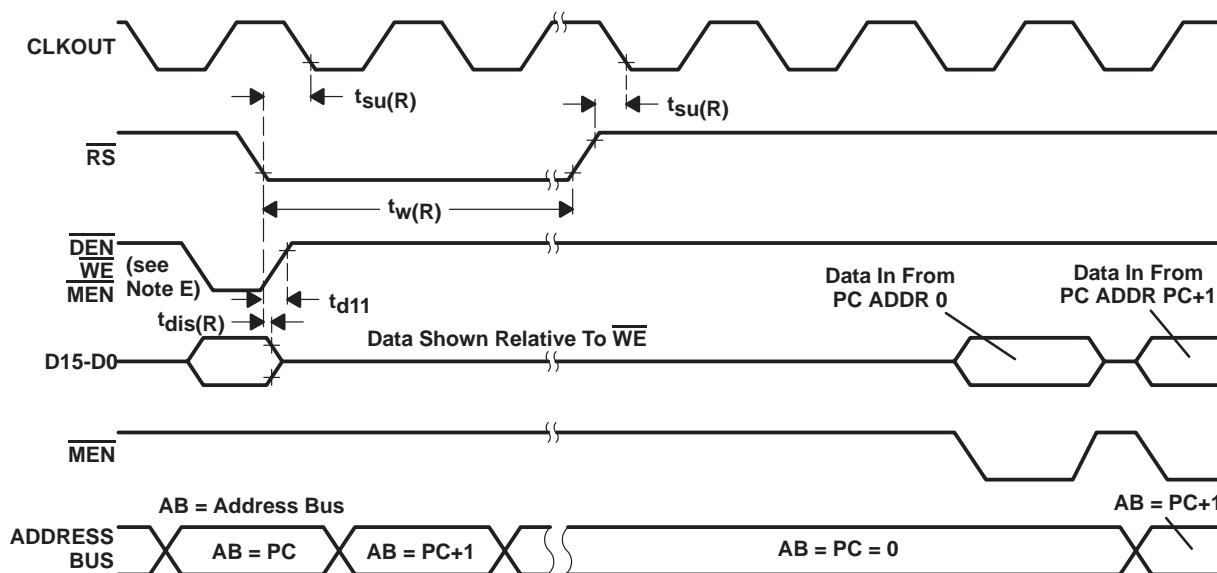 CLKOUT
tsu(R)
tsu(R)
RS
tw(R)
DEN
WE
MEN
(see
Note E)
td11
Data In From
PC ADDR 0
Data In From
PC ADDR PC+1
tdis(R)
Data Shown Relative To WE
D15-D0
MEN
AB = Address Bus
AB = PC+1
ADDRESS
BUS
AB = PC
AB = PC+1
AB = PC = 0